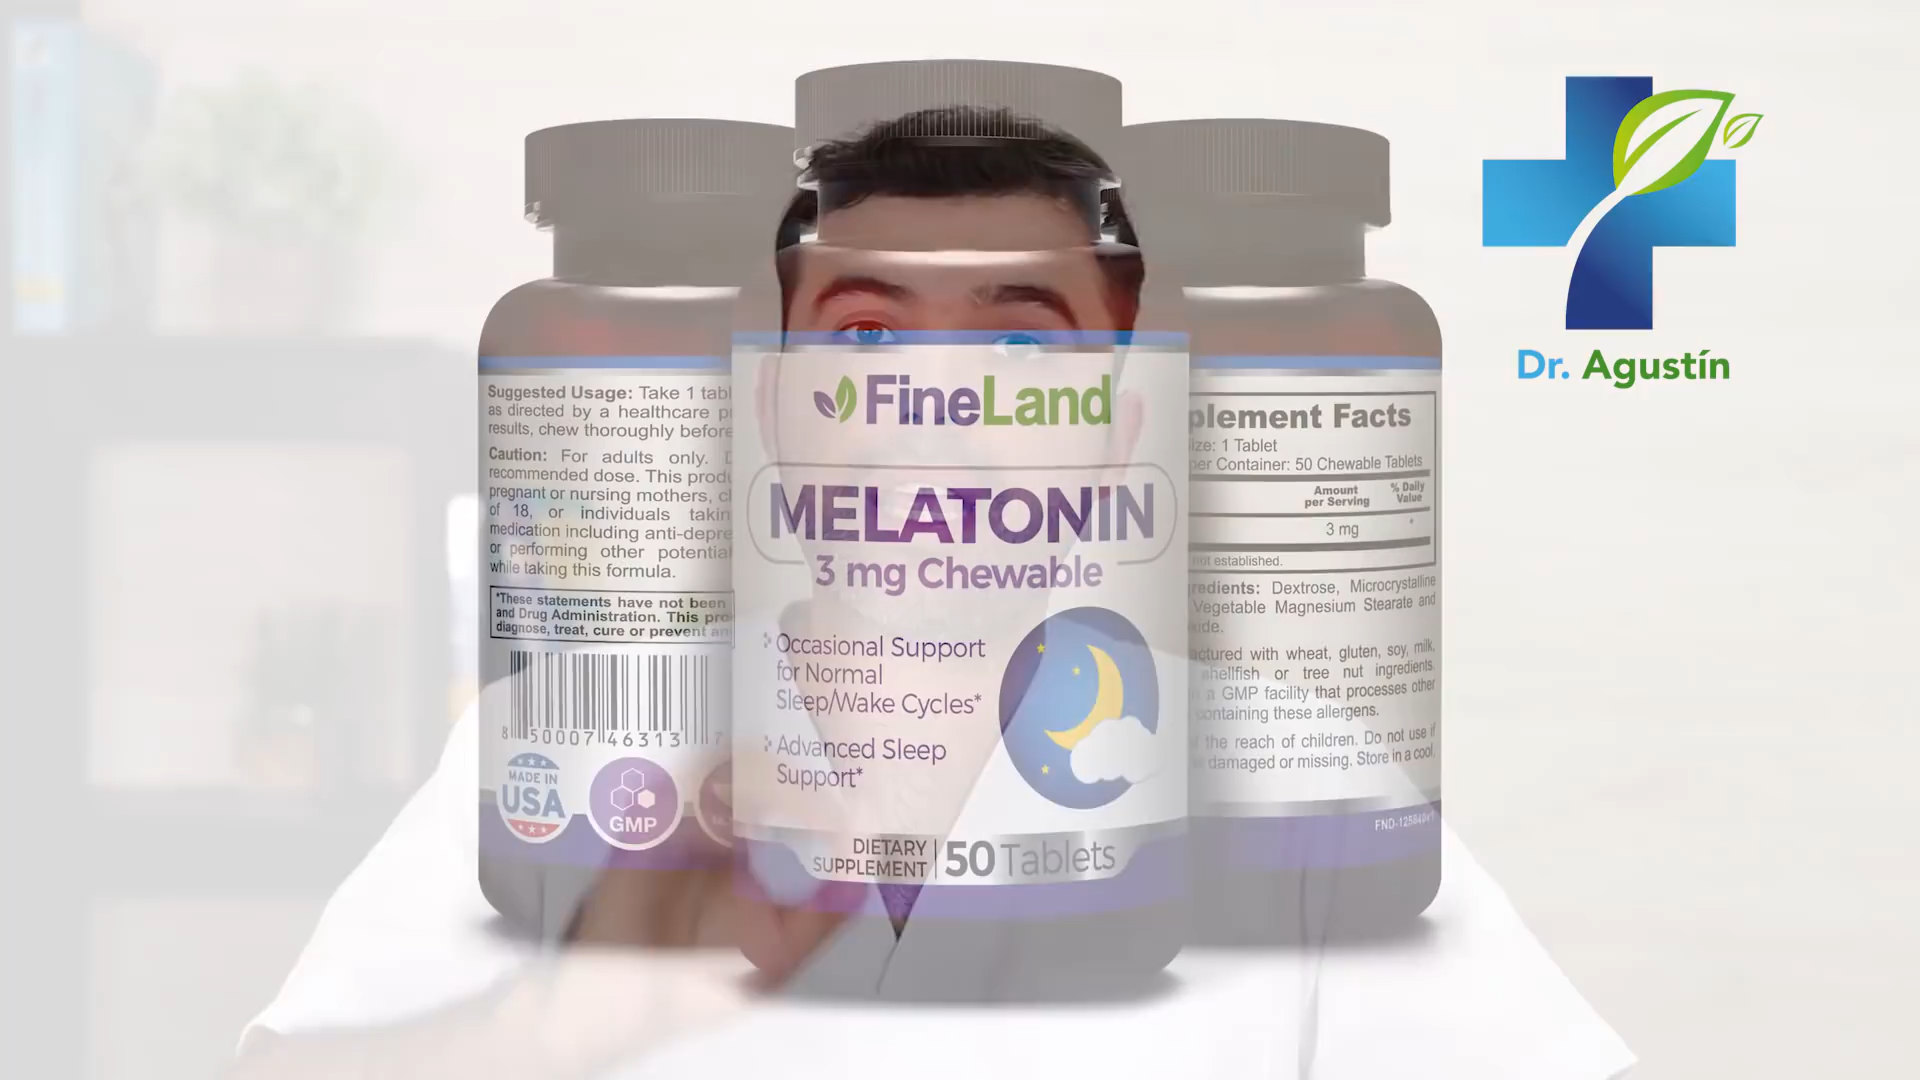 Dr. Agustín
Suggested Usage: Take 1
as directed by a healthcare
results, chew thoroughly before
Caution: For adults only.
recommended dose. This
pregnant or nursing mothers,
of 18, or individuals
medication including
or performing other
while taking this formula.
*These statements have not been
and Drug Administration. This
diagnose, treat, cure or prevent
8 50007 46313 7
MADE IN
USA
GMP
FineLand
MELATONIN
3 mg Chewable
Occasional Support
for Normal
Sleep/Wake Cycles*
Advanced Sleep
Support*
DIETARY
SUPPLEMENT
50 Tablets
Facts
1 Tablet
Container: 50 Chewable Tablets
Amount
per Serving
% Daily
Value
3 mg
*
not established.
Dextrose, Microcrystalline
Vegetable Magnesium Stearate and
with wheat, gluten, soy, milk,
shellfish or tree nut ingredients.
a GMP facility that processes other
containing these allergens.
the reach of children. Do not use if
damaged or missing. Store in a cool,